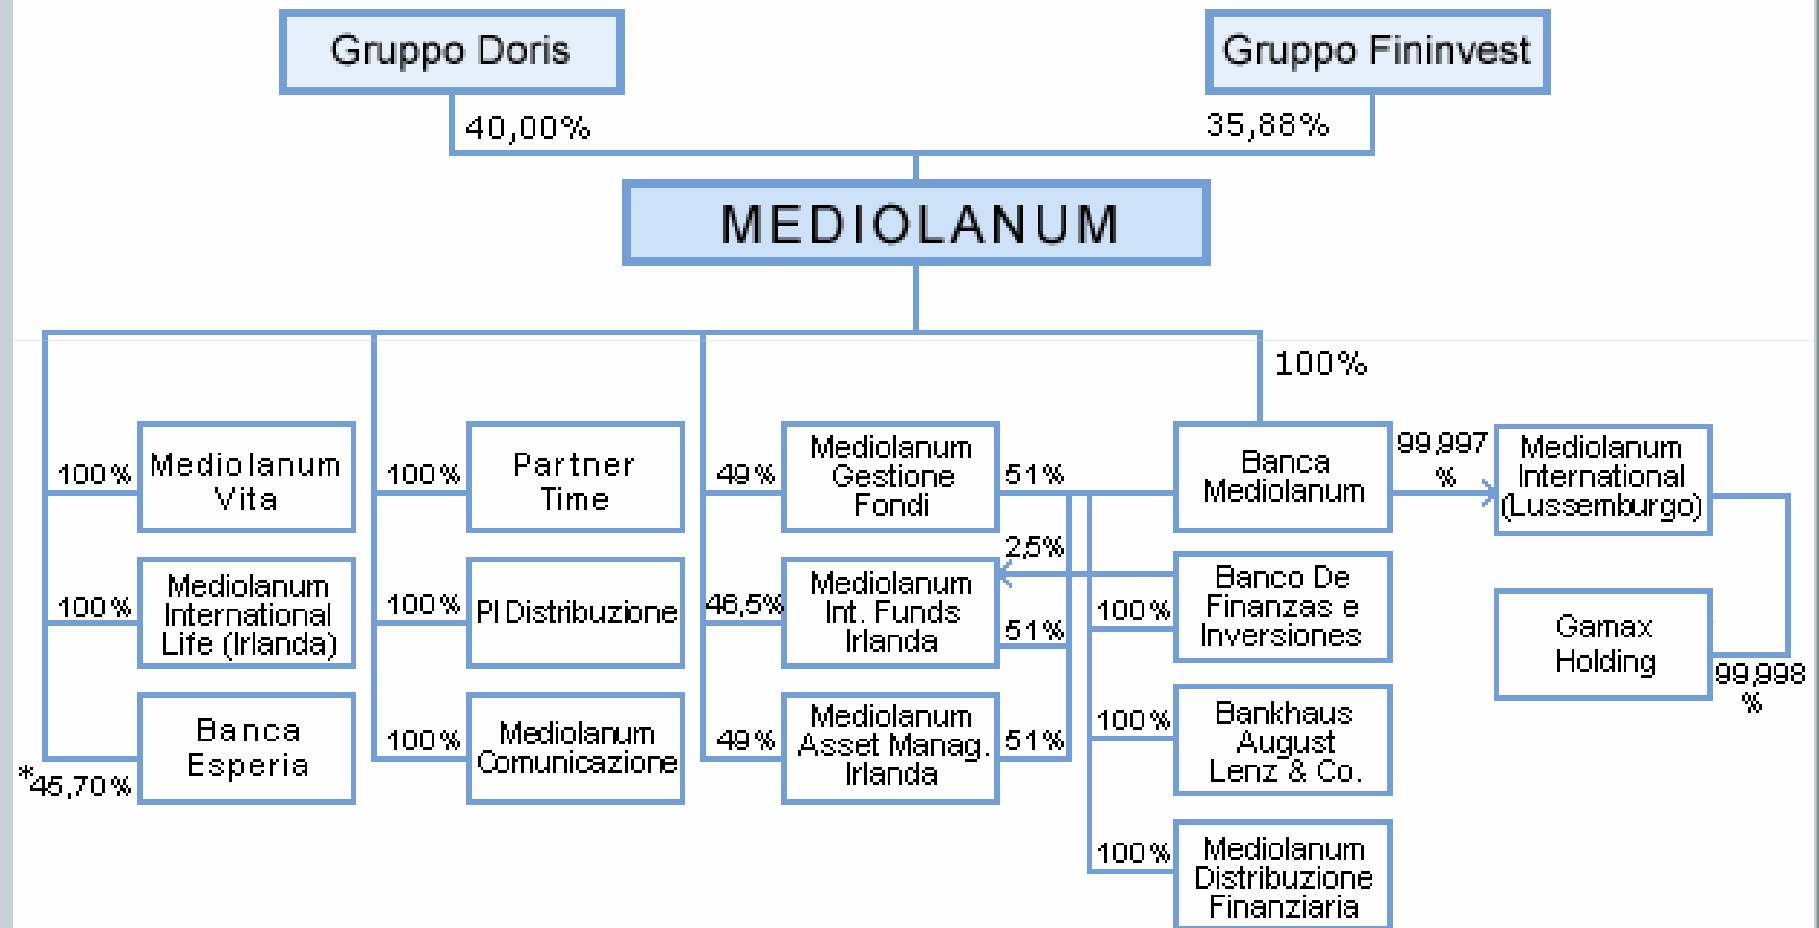 Gruppo Doris
Gruppo Fininvest
40,00%
35,88%
MEDIOLANUM
100%
100%
Mediolanum
Vita
100%
Partner
Time
49%
Mediolanum
Gestione
Fondi
51%
Banca
Mediolanum
99,997
%
Mediolanum
International
(Lussemburgo)
100%
Mediolanum
International
Life (Irlanda)
100%
PI Distribuzione
46,5%
Mediolanum
Int. Funds
Irlanda
2,5%
51%
100%
Banco De
Finanzas e
Inversiones
Gamax
Holding
99,998
%
*45,70%
Banca
Esperia
100%
Mediolanum
Comunicazione
49%
Mediolanum
Asset Manag.
Irlanda
51%
100%
Bankhaus
August
Lenz & Co.
100%
Mediolanum
Distribuzione
Finanziaria